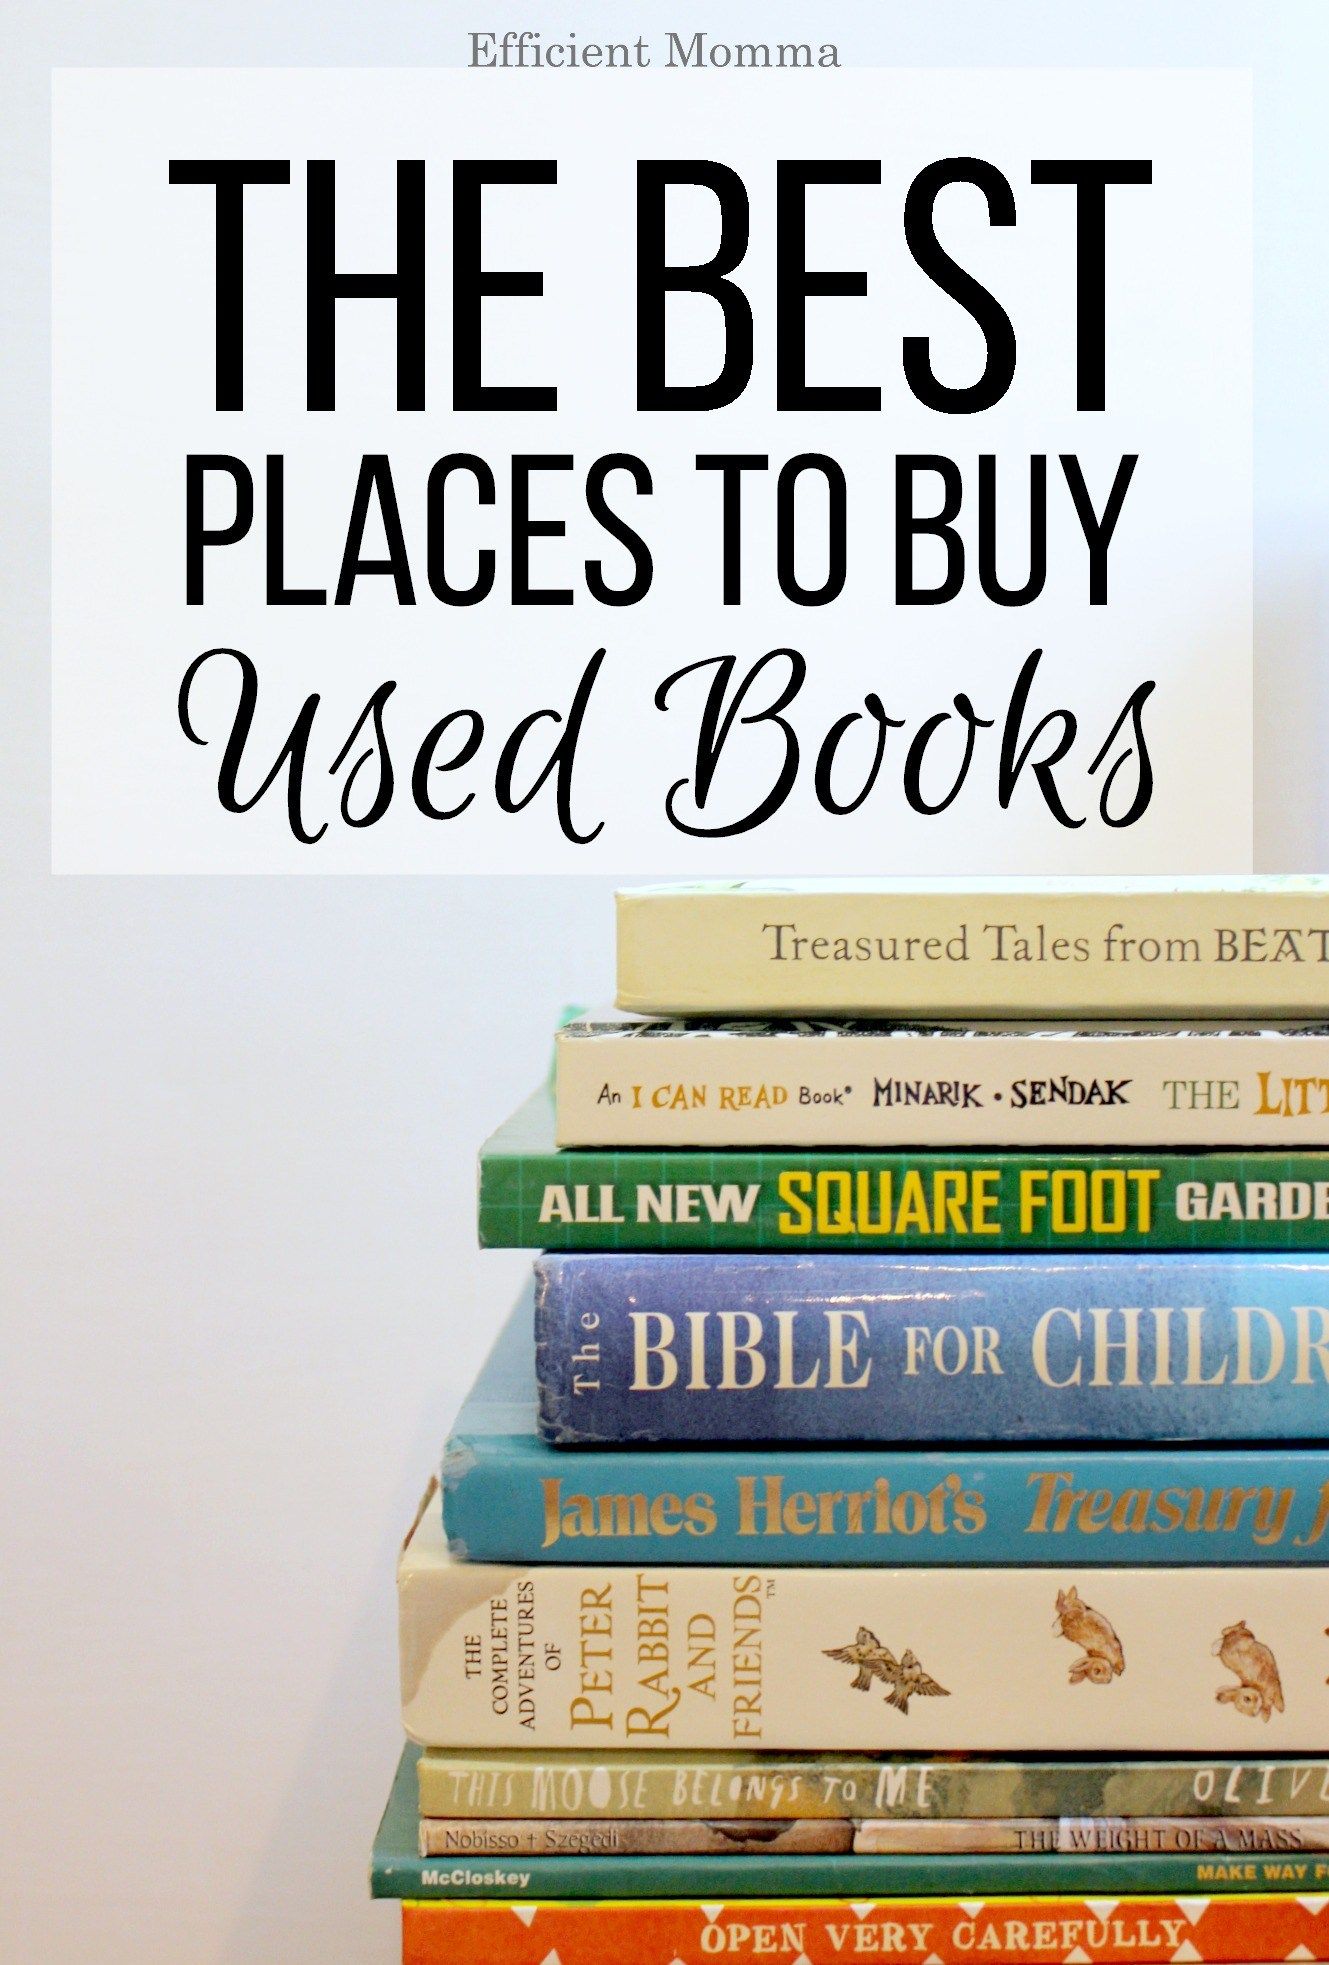 Efficient Momma
THE BEST
PLACES TO BUY
Used Books
Treasured Tales from BEAT
An I CAN READ Book® MINARIK • SENDAK THE LITT
ALL NEW SQUARE FOOT GARDE
The BIBLE FOR CHILDR
James Herriot's Treasury f
THE
COMPLETE
ADVENTURES
OF
PETER
RABBIT
AND
FRIENDS™
THIS MOOSE BELONGS TO ME OLIVE
Nobisso + Szegedi THE WEIGHT OF A MASS
McCloskey MAKE WAY F
OPEN VERY CAREFULLY